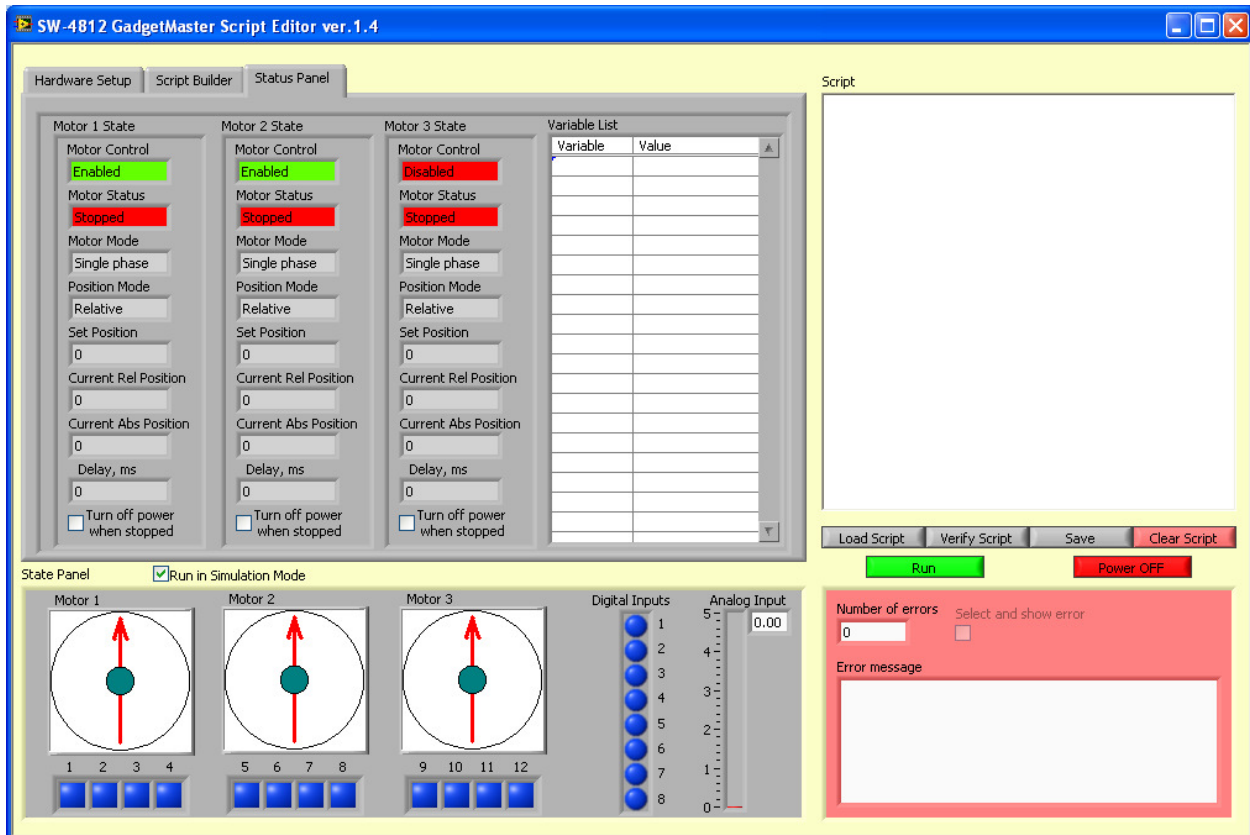 SW-4812 GadgetMaster Script Editor ver.1.4
Hardware Setup
Script Builder
Status Panel
Motor 1 State
Motor Control
Enabled
Motor Status
Stopped
Motor Mode
Single phase
Position Mode
Relative
Set Position
0
Current Rel Position
0
Current Abs Position
0
Delay, ms
0
Turn off power
when stopped
Motor 2 State
Motor Control
Enabled
Motor Status
Stopped
Motor Mode
Single phase
Position Mode
Relative
Set Position
0
Current Rel Position
0
Current Abs Position
0
Delay, ms
0
Turn off power
when stopped
Motor 3 State
Motor Control
Disabled
Motor Status
Stopped
Motor Mode
Single phase
Position Mode
Relative
Set Position
0
Current Rel Position
0
Current Abs Position
0
Delay, ms
0
Turn off power
when stopped
Variable List
Variable Value
Script
Load Script
Verify Script
Save
Clear Script
Run
Power OFF
State Panel
Run in Simulation Mode
Motor 1
1 2 3 4
Motor 2
5 6 7 8
Motor 3
9 10 11 12
Digital Inputs
1
2
3
4
5
6
7
8
Analog Input
0.00
5
4
3
2
1
0
Number of errors
0
Select and show error
Error message